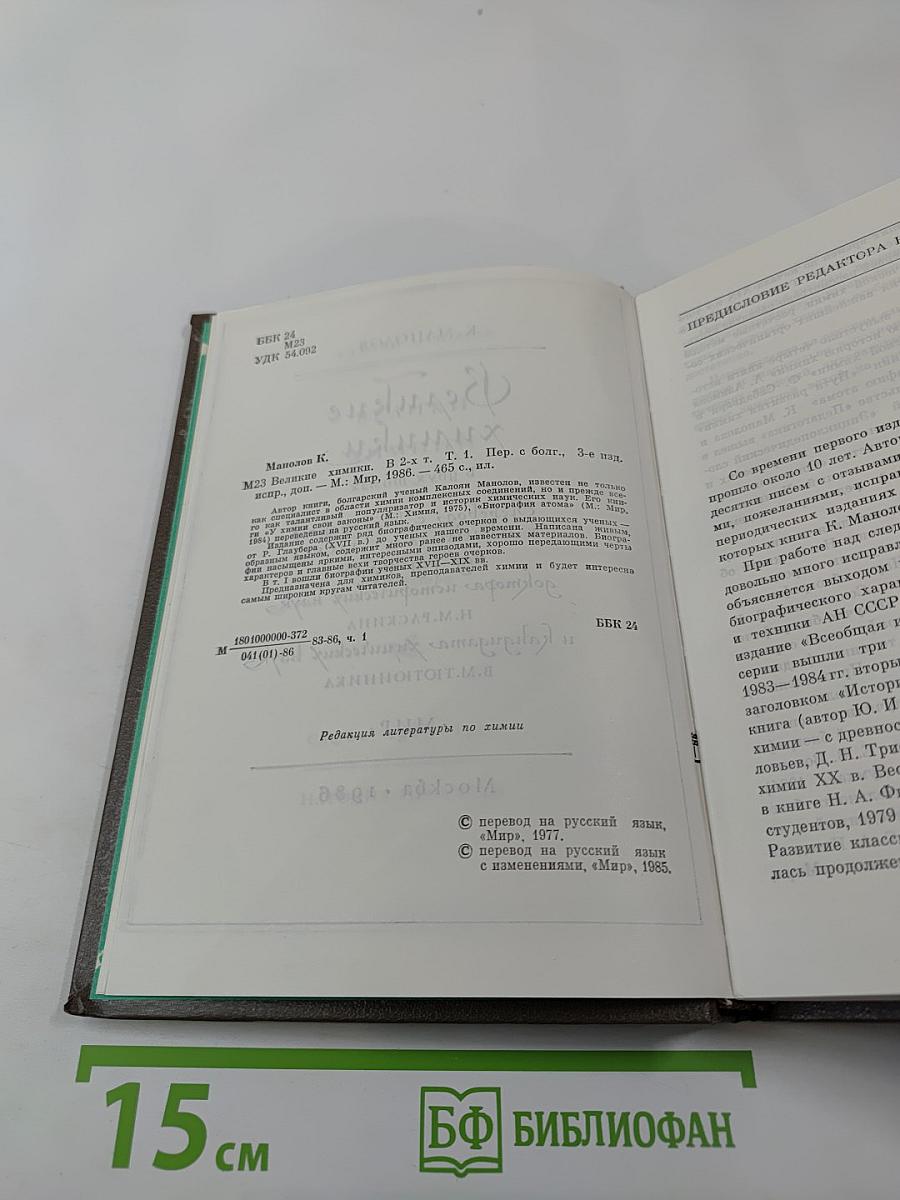 ББК 24
М23
УДК 54.092
Манолов К.
М23 Великие химики. В 2-х т. Т. 1. Пер. с болг., 3-е изд.
испр., доп. — М.: Мир, 1986. — 465 с., ил.
Автор книги, болгарский ученый Калоян Манолов, известен не только
как специалист в области химии комплексных соединений, но и прежде все-
го как талантливый популяризатор и историк химических наук. Его кни-
ги «У химии свои законы» (М.: Химия, 1975), «Биография атома» (М.: Мир,
1984) переведены на русский язык.
Издание содержит ряд биографических очерков о выдающихся ученых —
от Р. Глаубера (XVII в.) до ученых нашего времени. Написана живым,
образным языком, содержит много ранее не известных материалов. Биогра-
фии насыщены яркими, интересными эпизодами, хорошо передающими черты
характеров и главные вехи творчества героев очерков.
В т. I вошли биографии ученых XVII—XIX вв.
Предназначена для химиков, преподавателей химии и будет интересна
самым широким кругам читателей.
М 1801000000-372 83-86, ч. 1
041(01)-86
ББК 24
Редакция литературы по химии
© перевод на русский язык,
«Мир», 1977.
© перевод на русский язык
с изменениями, «Мир», 1985.
ПРЕДИСЛОВИЕ РЕДАКТОРА
Со времени первого изд
прошло около 10 лет. Авто
десятки писем с отзывами
ми, пожеланиями, исправ
периодических изданиях
которых книга К. Маноле
При работе над след
довольно много исправл
объясняется выходом
биографического харак
и техники АН СССР
издание «Всеобщая и
серии вышли три
1983—1984 гг. вторы
заголовком «Истори
книга (автор Ю. И
химии — с древнос
ловьев, Д. Н. Три
химии XX в. Вес
в книге Н. А. Фи
студентов, 1979
Развитие класс
лась продолже
15 см
БФ БИБЛИОФАН